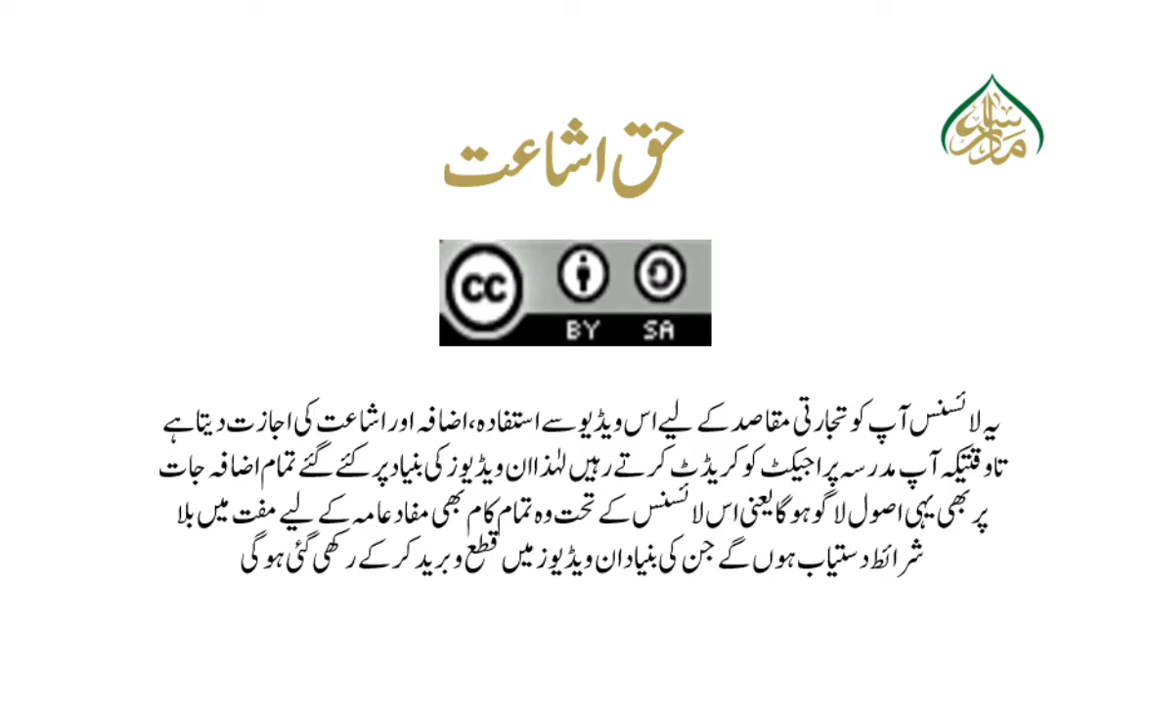 مدرسہ
حق اشاعت
CC
BY SA
یہ لائسنس آپ کو تجارتی مقاصد کے لیے اس ویڈیو سے استفادہ، اضافہ اور اشاعت کی اجازت دیتا ہے
تاوقتیکہ آپ مدرسہ پراجیکٹ کو کریڈٹ کرتے رہیں لہٰذا ان ویڈیوز کی بنیاد پر کئے گئے تمام اضافہ جات
پر بھی یہی اصول لاگو ہوگا یعنی اس لائسنس کے تحت وہ تمام کام بھی مفاد عامہ کے لیے مفت میں بلا
شرائط دستیاب ہوں گے جن کی بنیاد ان ویڈیوز میں قطع و برید کر کے رکھی گئی ہوگی